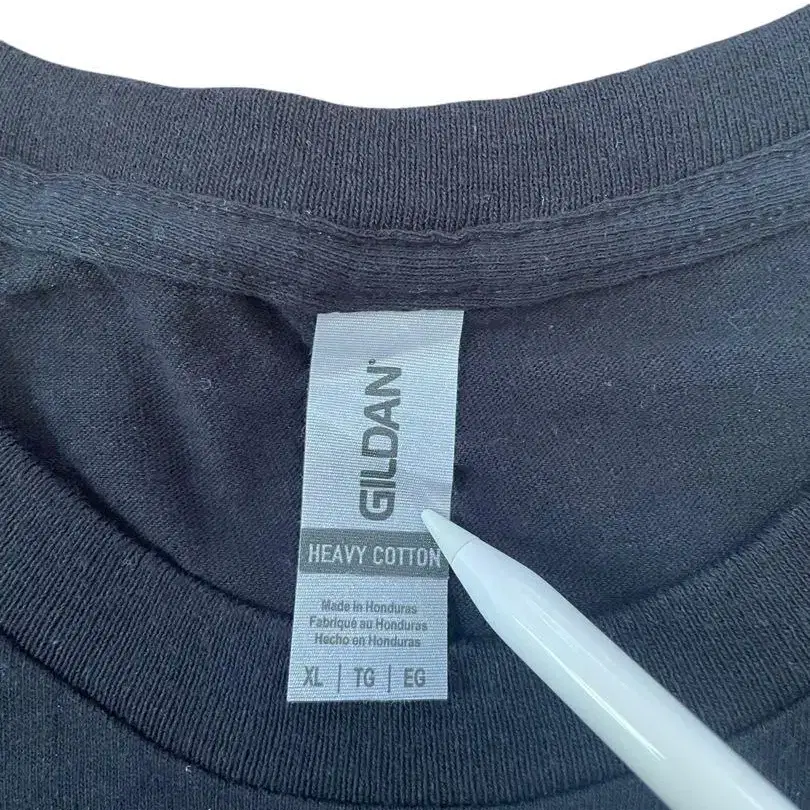 GILDAN
HEAVY COTTON
Made in Honduras
Fabriqué au Honduras
Hecho en Honduras
XL | TG | EG